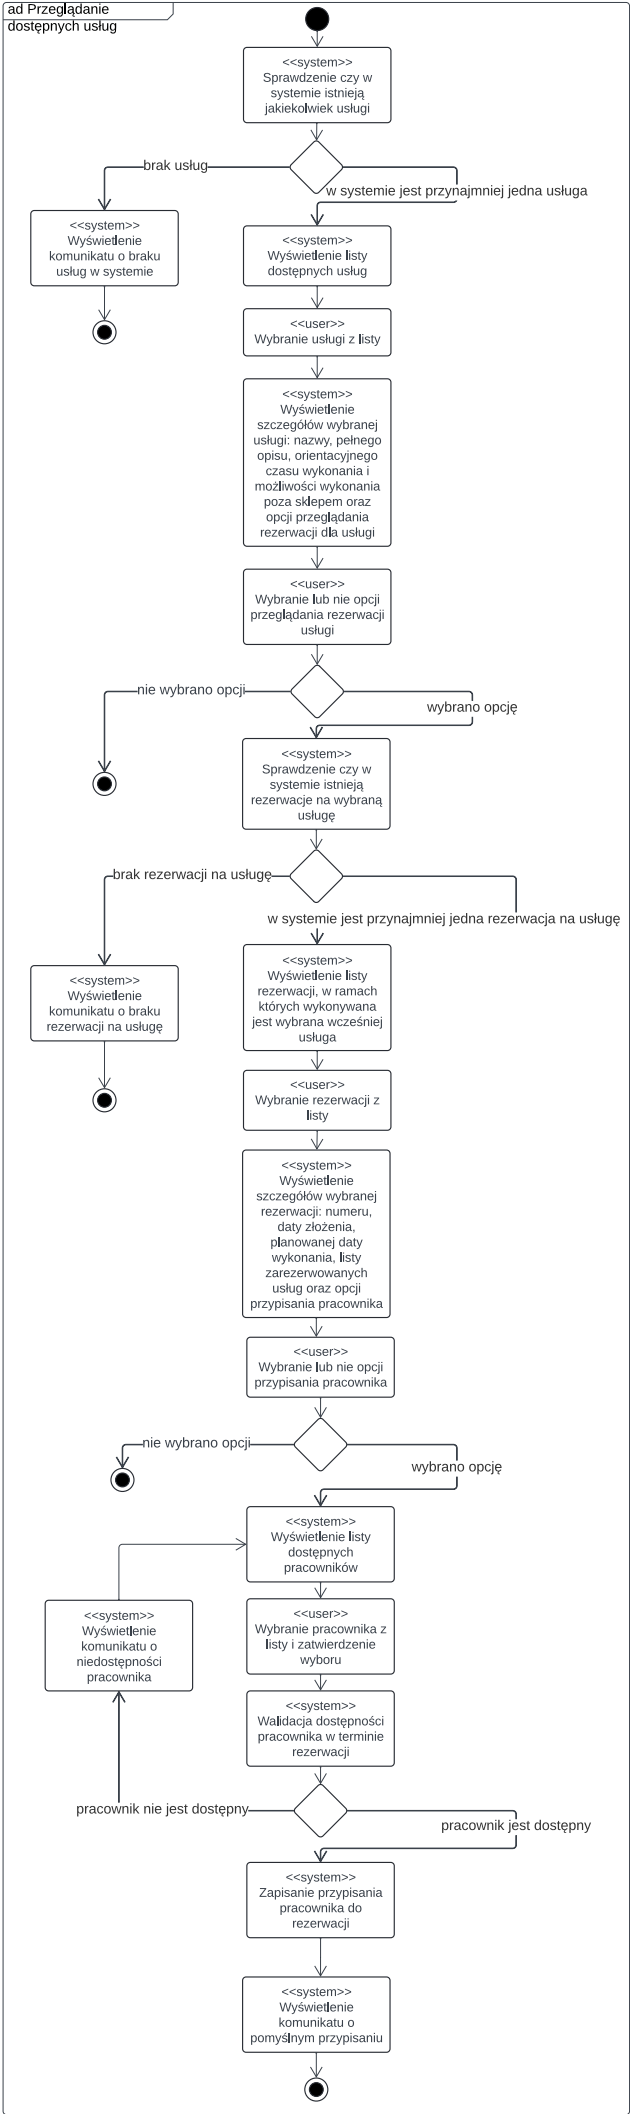 ad Przeglądanie
dostępnych usług
<<system>>
Sprawdzenie czy w
systemie istnieją
jakiekolwiek usługi
brak usług
w systemie jest przynajmniej jedna usługa
<<system>>
Wyświetlenie
komunikatu o braku
usług w systemie
<<system>>
Wyświetlenie listy
dostępnych usług
<<user>>
Wybranie usługi z listy
<<system>>
Wyświetlenie
szczegółów wybranej
usługi: nazwy, pełnego
opisu, orientacyjnego
czasu wykonania i
możliwości wykonania
poza sklepem oraz
opcji przeglądania
rezerwacji dla usługi
<<user>>
Wybranie lub nie opcji
przeglądania rezerwacji
usługi
nie wybrano opcji
wybrano opcję
<<system>>
Sprawdzenie czy w
systemie istnieją
rezerwacje na wybraną
usługę
brak rezerwacji na usługę
w systemie jest przynajmniej jedna rezerwacja na usługę
<<system>>
Wyświetlenie
komunikatu o braku
rezerwacji na usługę
<<system>>
Wyświetlenie listy
rezerwacji, w ramach
których wykonywana
jest wybrana wcześniej
usługa
<<user>>
Wybranie rezerwacji z
listy
<<system>>
Wyświetlenie
szczegółów wybranej
rezerwacji: numeru,
daty złożenia,
planowanej daty
wykonania, listy
zarezerwowanych
usług oraz opcji
przypisania pracownika
<<user>>
Wybranie lub nie opcji
przypisania pracownika
nie wybrano opcji
wybrano opcję
<<system>>
Wyświetlenie listy
dostępnych
pracowników
<<system>>
Wyświetlenie
komunikatu o
niedostępności
pracownika
<<user>>
Wybranie pracownika z
listy i zatwierdzenie
wyboru
<<system>>
Walidacja dostępności
pracownika w terminie
rezerwacji
pracownik nie jest dostępny
pracownik jest dostępny
<<system>>
Zapisanie przypisania
pracownika do
rezerwacji
<<system>>
Wyświetlenie
komunikatu o
pomyślnym przypisaniu